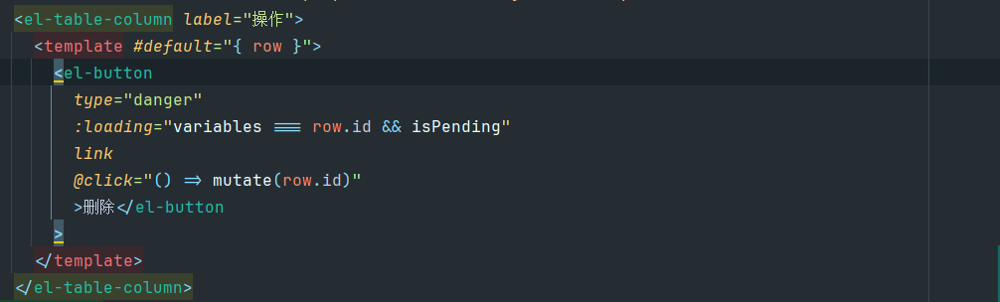 <el-table-column label="操作">
<template #default="{ row }">
<el-button
type="danger"
:loading="variables === row.id && isPending"
link
@click="() => mutate(row.id)"
>删除</el-button
>
</template>
</el-table-column>